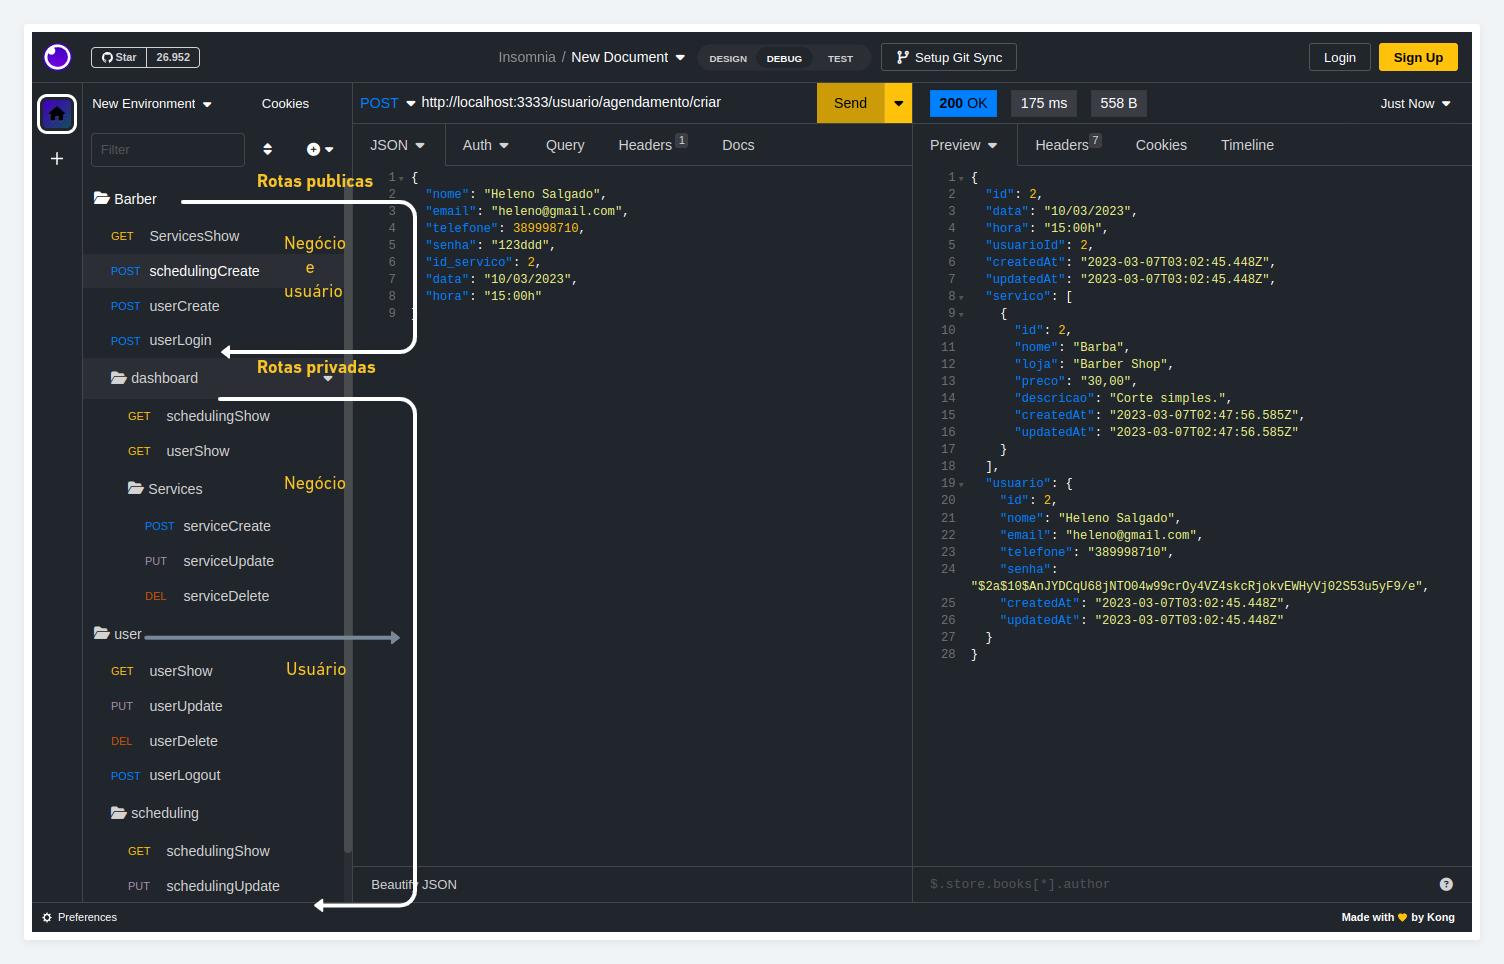 Star 26.952
Insomnia / New Document
DESIGN DEBUG TEST
Setup Git Sync
Login
Sign Up
New Environment
Cookies
Filter
Rotas publicas
Barber
GET ServicesShow
POST schedulingCreate
POST userCreate
POST userLogin
Negócio
e
usuário
Rotas privadas
dashboard
GET schedulingShow
GET userShow
Services
Negócio
POST serviceCreate
PUT serviceUpdate
DEL serviceDelete
user
GET userShow
Usuário
PUT userUpdate
DEL userDelete
POST userLogout
scheduling
GET schedulingShow
PUT schedulingUpdate
POST http://localhost:3333/usuario/agendamento/criar
Send
JSON Auth Query Headers 1 Docs
1 {
2 "nome": "Heleno Salgado",
3 "email": "heleno@gmail.com",
4 "telefone": 389998710,
5 "senha": "123ddd",
6 "id_servico": 2,
7 "data": "10/03/2023",
8 "hora": "15:00h"
9
Beautify JSON
200 OK 175 ms 558 B
Just Now
Preview Headers 7 Cookies Timeline
1 {
2 "id": 2,
3 "data": "10/03/2023",
4 "hora": "15:00h",
5 "usuarioId": 2,
6 "createdAt": "2023-03-07T03:02:45.448Z",
7 "updatedAt": "2023-03-07T03:02:45.448Z",
8 "servico": [
9 {
10 "id": 2,
11 "nome": "Barba",
12 "loja": "Barber Shop",
13 "preco": "30,00",
14 "descricao": "Corte simples.",
15 "createdAt": "2023-03-07T02:47:56.585Z",
16 "updatedAt": "2023-03-07T02:47:56.585Z"
17 }
18 ],
19 "usuario": {
20 "id": 2,
21 "nome": "Heleno Salgado",
22 "email": "heleno@gmail.com",
23 "telefone": "389998710",
24 "senha":
"$2a$10$AnJYDCqU68jNTO04w99crOy4VZ4skcRjokvEWHyVj02S53u5yF9/e",
25 "createdAt": "2023-03-07T03:02:45.448Z",
26 "updatedAt": "2023-03-07T03:02:45.448Z"
27 }
28 }
$.store.books[*].author
Preferences
Made with by Kong